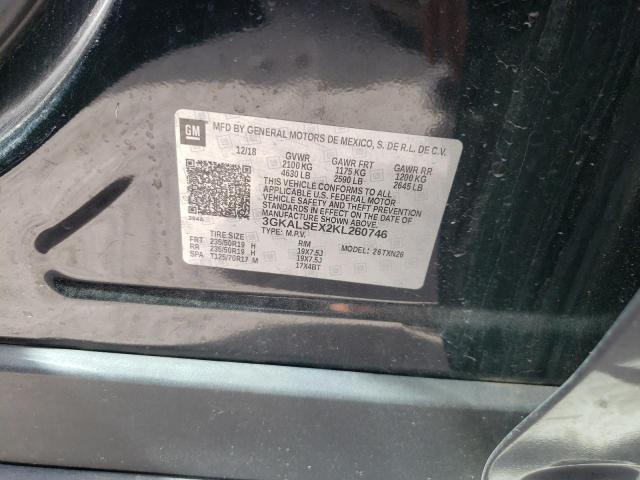 GM
MFD BY GENERAL MOTORS DE MEXICO, S. DE R.L. DE C.V.
12/18 GVWR GAWR FRT GAWR RR
2100 KG 1175 KG 1200 KG
4630 LB 2590 LB 2645 LB
THIS VEHICLE CONFORMS TO ALL APPLICABLE
U.S. FEDERAL MOTOR
VEHICLE SAFETY AND THEFT PREVENTION
STANDARDS IN EFFECT ON THE DATE OF
MANUFACTURE SHOWN ABOVE.
3GKALSEX2KL260746
TYPE: M.P.V. MODEL: 26TXN26
TIRE SIZE RIM
FRT 235/50R19 H 19X7.5J
RR 235/50R19 H 19X7.5J
SPA T125/70R17 M 17X4BT